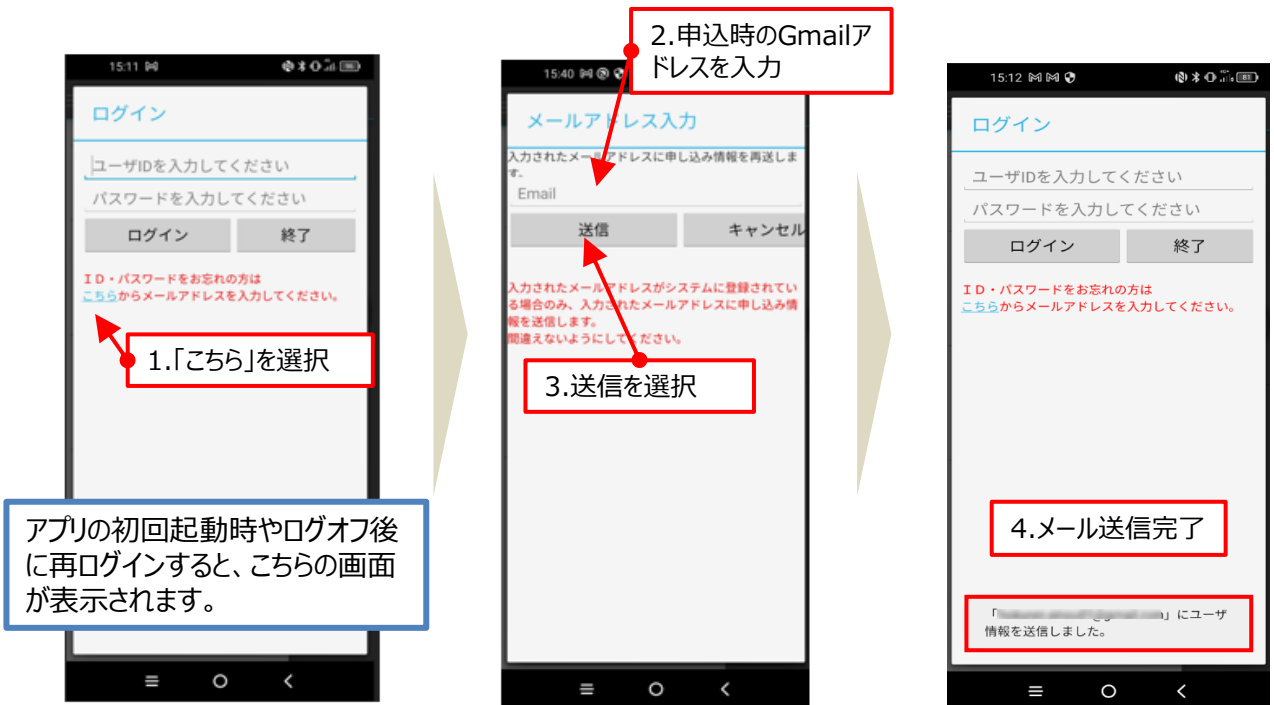 15:11
ログイン
ユーザIDを入力してください
パスワードを入力してください
ログイン
終了
ＩＤ・パスワードをお忘れの方は
こちらからメールアドレスを入力してください。
1.「こちら」を選択
アプリの初回起動時やログオフ後
に再ログインすると、こちらの画面
が表示されます。
2.申込時のGmailア
ドレスを入力
15:40
メールアドレス入力
入力されたメールアドレスに申し込み情報を再送しま
す。
Email
送信
キャンセル
入力されたメールアドレスがシステムに登録されてい
る場合のみ、入力されたメールアドレスに申し込み情
報を送信します。
間違えないようにしてください。
3.送信を選択
15:12
ログイン
ユーザIDを入力してください
パスワードを入力してください
ログイン
終了
ＩＤ・パスワードをお忘れの方は
こちらからメールアドレスを入力してください。
4.メール送信完了
「」にユーザ
情報を送信しました。